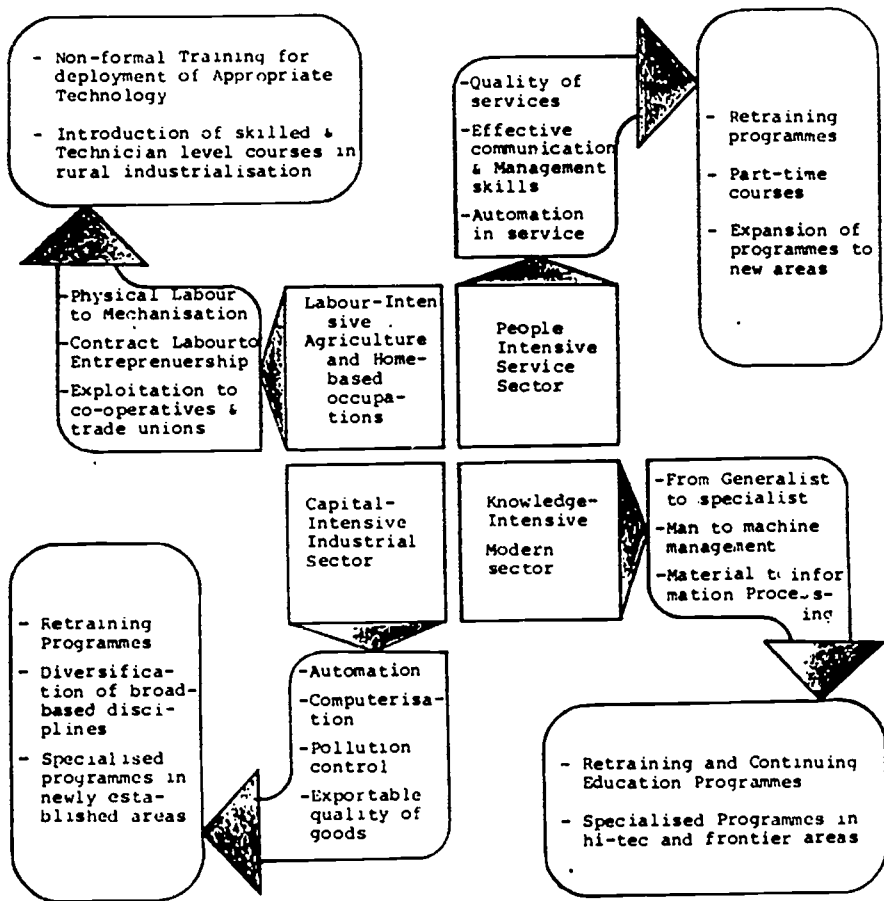 - Non-formal Training for
deployment of Appropriate
Technology
- Introduction of skilled &
Technician level courses in
rural industrialisation
-Quality of
services
-Effective
communication
& Management
skills
-Automation
in service
- Retraining
programmes
- Part-time
courses
- Expansion of
programmes to
new areas
-Physical Labour
to Mechanisation
-Contract Labourto
Entreprenuership
-Exploitation to
co-operatives &
trade unions
Labour-Inten
sive
Agriculture
and Home-
based
occupa-
tions
People
Intensive
Service
Sector
Capital-
Intensive
Industrial
Sector
Knowledge-
Intensive
Modern
sector
-From Generalist
to specialist
-Man to machine
management
-Material to infor
mation Process-
ing
- Retraining
Programmes
- Diversifica-
tion of broad-
based disci-
plines
- Specialised
programmes in
newly esta-
blished areas
-Automation
-Computerisa-
tion
-Pollution
control
-Exportable
quality of
goods
- Retraining and Continuing
Education Programmes
- Specialised Programmes in
hi-tec and frontier areas